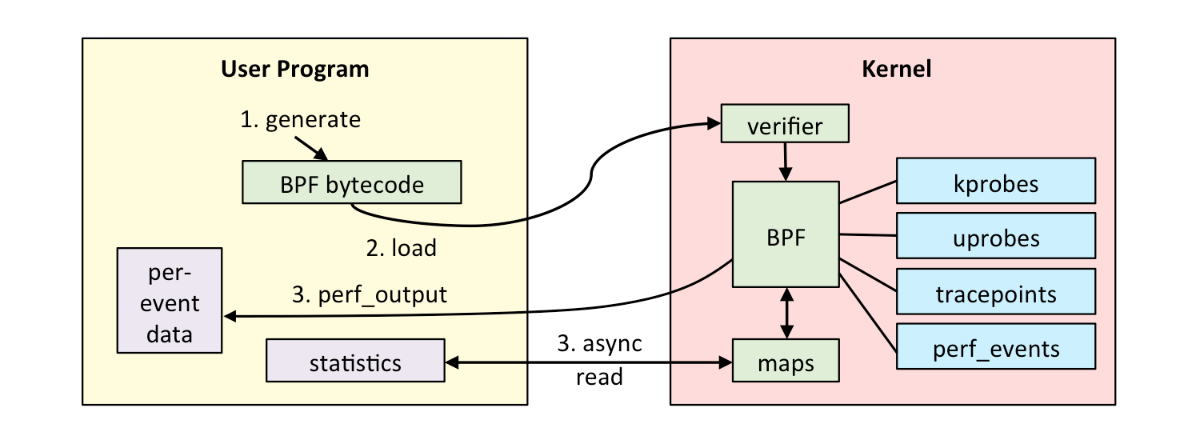 User Program
1. generate
BPF bytecode
2. load
per-
event
data
3. perf_output
statistics
3. async
read
Kernel
verifier
BPF
maps
kprobes
uprobes
tracepoints
perf_events